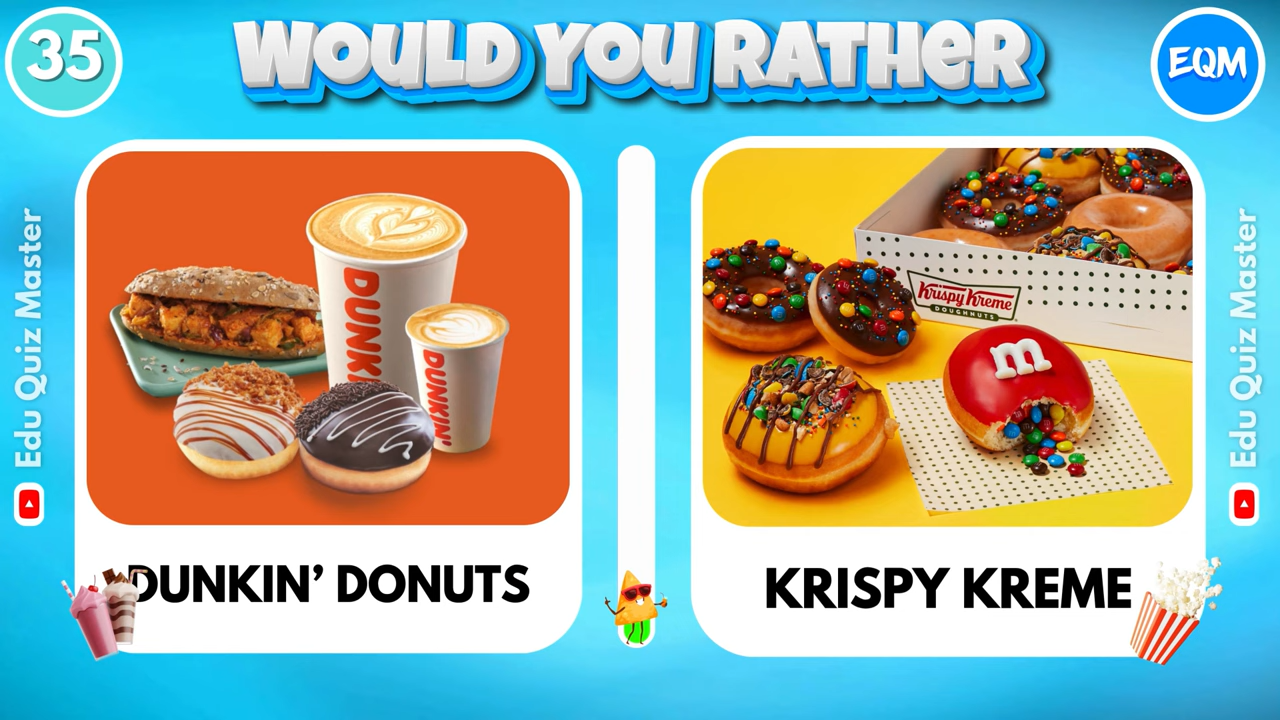 35
WOULD YOU RATHER
EQM
Edu Quiz Master
DUNKIN'
DUNKIN'
Krispy Kreme
DOUGHNUTS
m
Edu Quiz Master
DUNKIN' DONUTS
KRISPY KREME